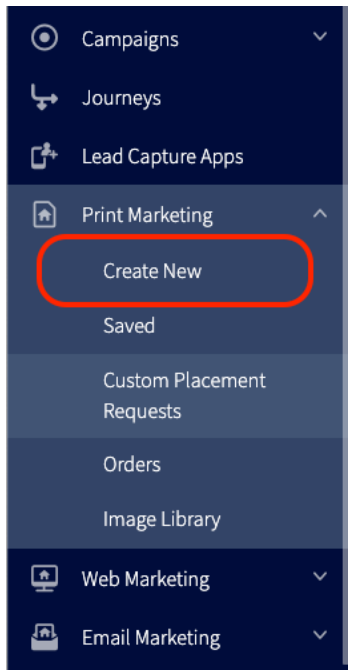 Campaigns
Journeys
Lead Capture Apps
Print Marketing
Create New
Saved
Custom Placement
Requests
Orders
Image Library
Web Marketing
Email Marketing